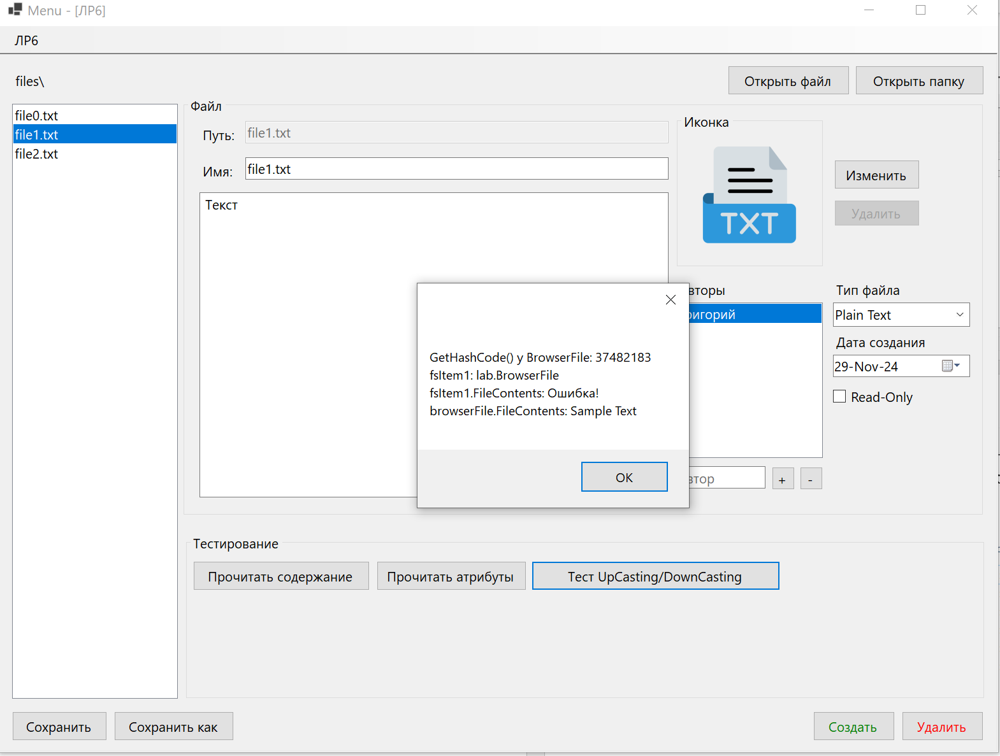 Menu - [ЛР6]
ЛР6
files\
Открыть файл
Открыть папку
file0.txt
file1.txt
file2.txt
Файл
Путь:
file1.txt
Имя:
file1.txt
Текст
Иконка
TXT
Изменить
Удалить
вторы
ригорий
втор
+
-
Тип файла
Plain Text
Дата создания
29-Nov-24
Read-Only
GetHashCode() у BrowserFile: 37482183
fsItem1: lab.BrowserFile
fsItem1.FileContents: Ошибка!
browserFile.FileContents: Sample Text
OK
Тестирование
Прочитать содержание
Прочитать атрибуты
Тест UpCasting/DownCasting
Сохранить
Сохранить как
Создать
Удалить